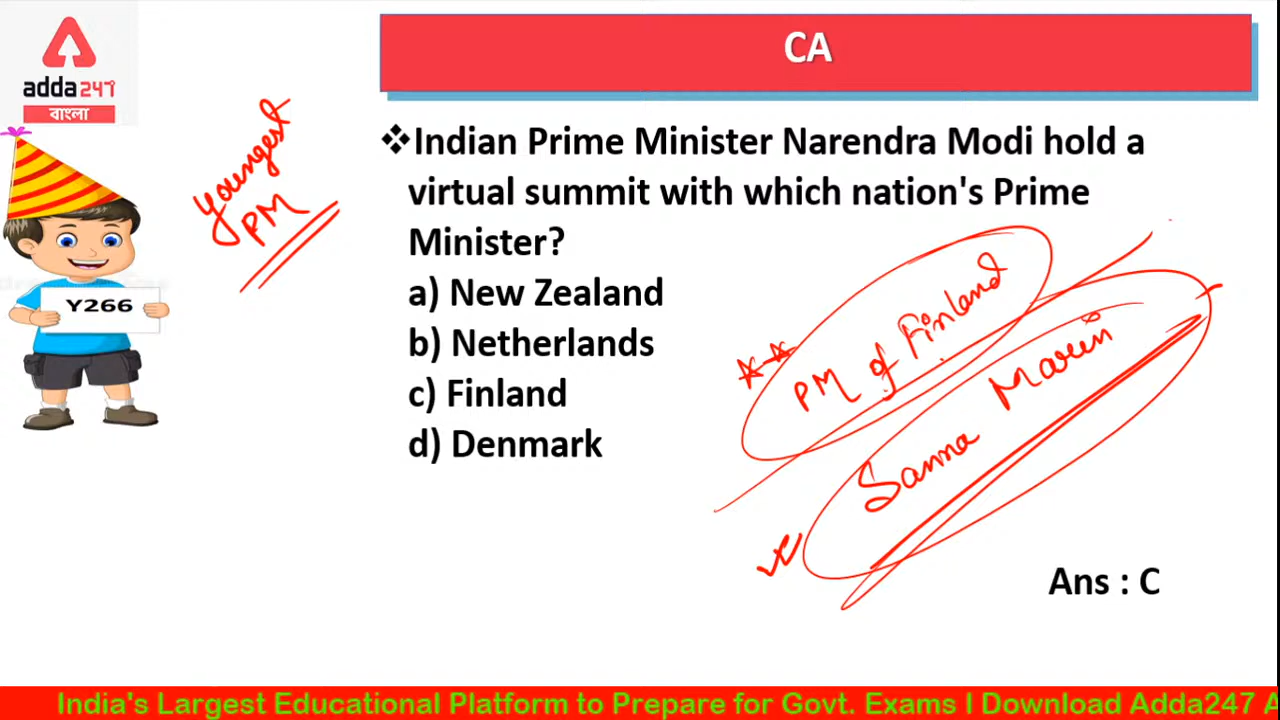 adda247
বাংলা
CA
youngest
PM
Y266
❖Indian Prime Minister Narendra Modi hold a
virtual summit with which nation's Prime
Minister?
a) New Zealand
b) Netherlands
c) Finland
d) Denmark
PM of Finland
Sanna Marin
Ans : C
India's Largest Educational Platform to Prepare for Govt. Exams I Download Adda247 A